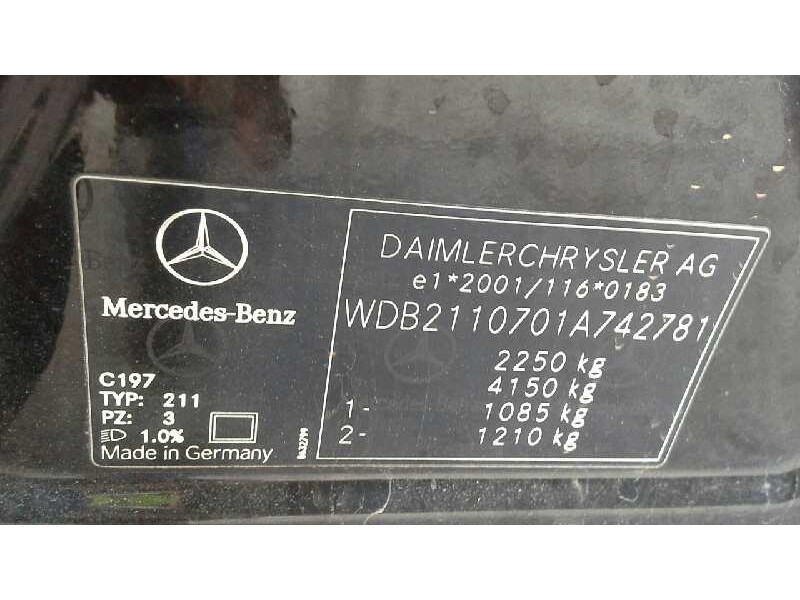 Mercedes-Benz
C197
TYP: 211
PZ: 3
1.0%
Made in Germany
DAIMLERCHRYSLER AG
e1*2001/116*0183
WDB2110701A742781
2250 kg
4150 kg
1- 1085 kg
2- 1210 kg